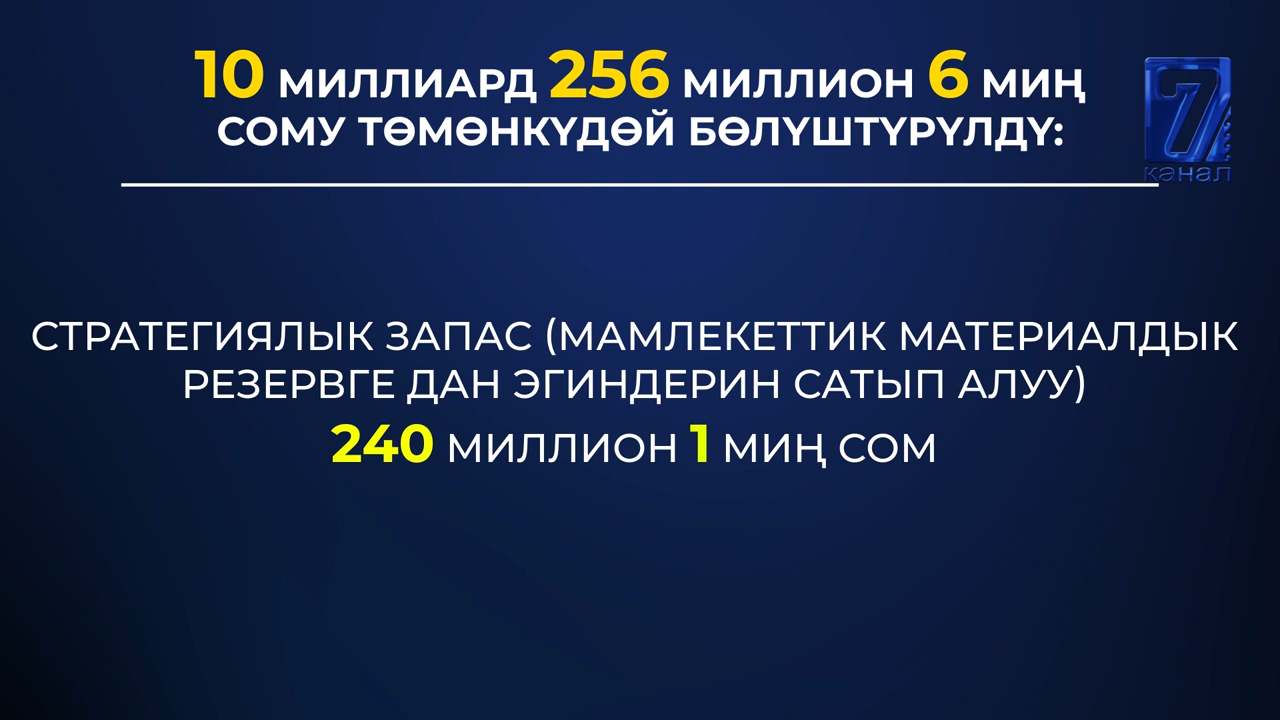 10 МИЛЛИАРД 256 МИЛЛИОН 6 МИҢ
СОМУ ТӨМӨНКҮДӨЙ БӨЛҮШТҮРҮЛДҮ:
7
канал
СТРАТЕГИЯЛЫК ЗАПАС (МАМЛЕКЕТТИК МАТЕРИАЛДЫК
РЕЗЕРВГЕ ДАН ЭГИНДЕРИН САТЫП АЛУУ)
240 МИЛЛИОН 1 МИҢ СОМ